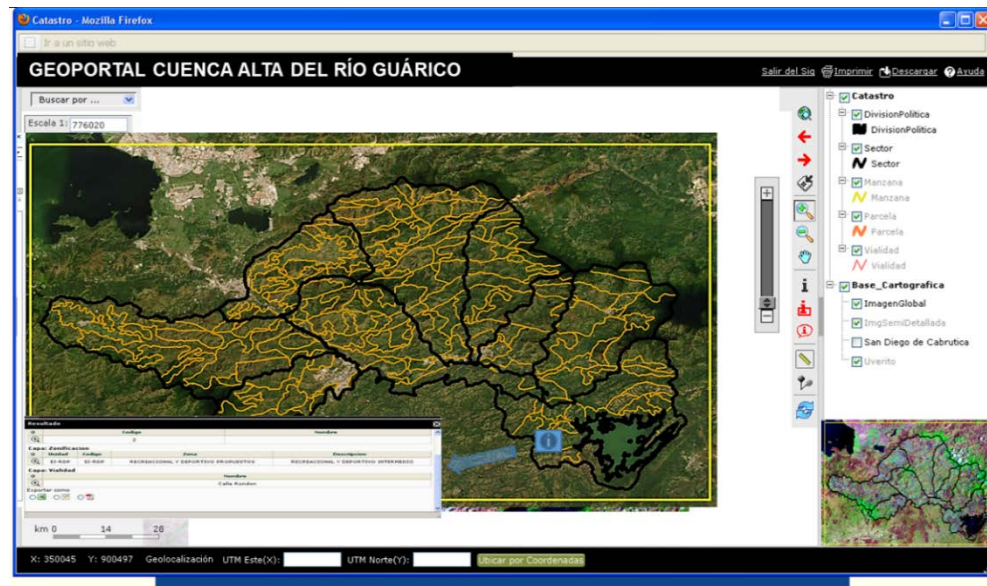 Catastro - Mozilla Firefox
Ir a un sitio web
GEOPORTAL CUENCA ALTA DEL RÍO GUÁRICO
Salir del Sig Imprimir Descargar Ayuda
Buscar por ...
Escala 1: 776020
Catastro
DivisionPolitica
DivisionPolitica
Sector
Sector
Manzana
Manzana
Parcela
Parcela
Vialidad
Vialidad
Base_Cartografica
ImagenGlobal
ImgSemiDetallada
San Diego de Cabrutica
Uverito
Resultado
Codigo Nombre
2
Capa: Zonificacion
Unidad Codigo Zona Descripcion
RECREACIONAL Y DEPORTIVO PROPUESTOS RECREACIONAL Y DEPORTIVO INTERMEDIO
Capa: Vialidad
Nombre
Calle Rondon
Exportar como
km 0 14 28
X: 350045 Y: 900497 Geolocalización UTM Este(X): UTM Norte(Y): Ubicar por Coordenadas